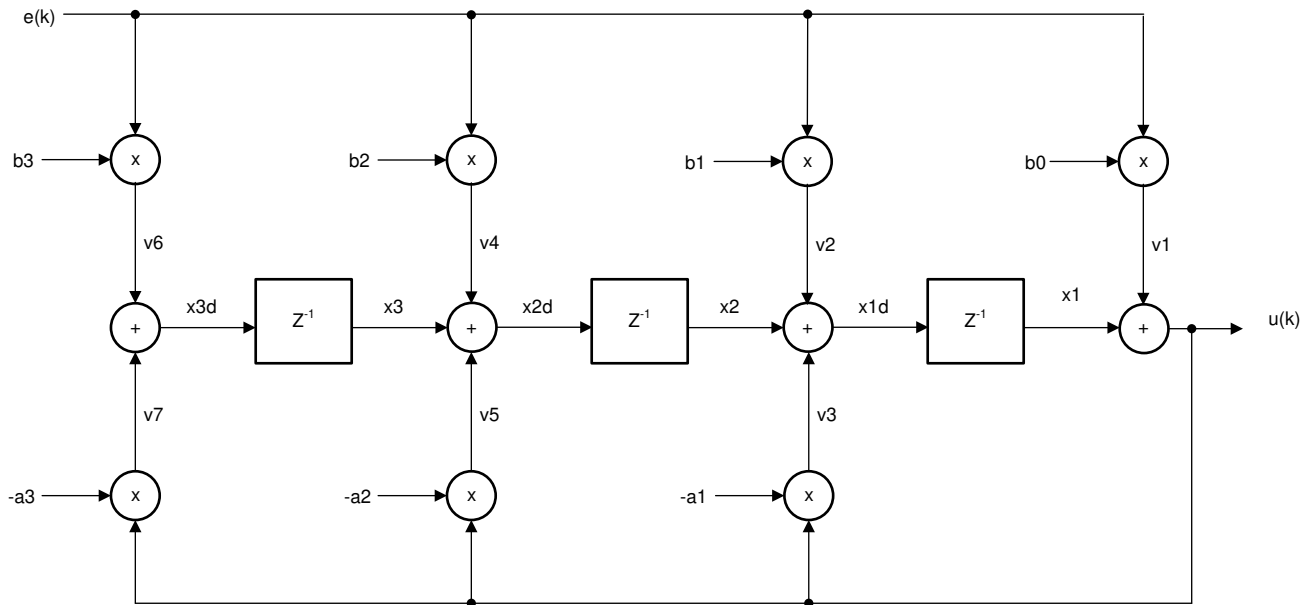 e(k)
b3 x b2 x b1 x b0 x
v6 v4 v2 v1
+ x3d Z-1 x3 + x2d Z-1 x2 + x1d Z-1 x1 + u(k)
v7 v5 v3
-a3 x -a2 x -a1 x